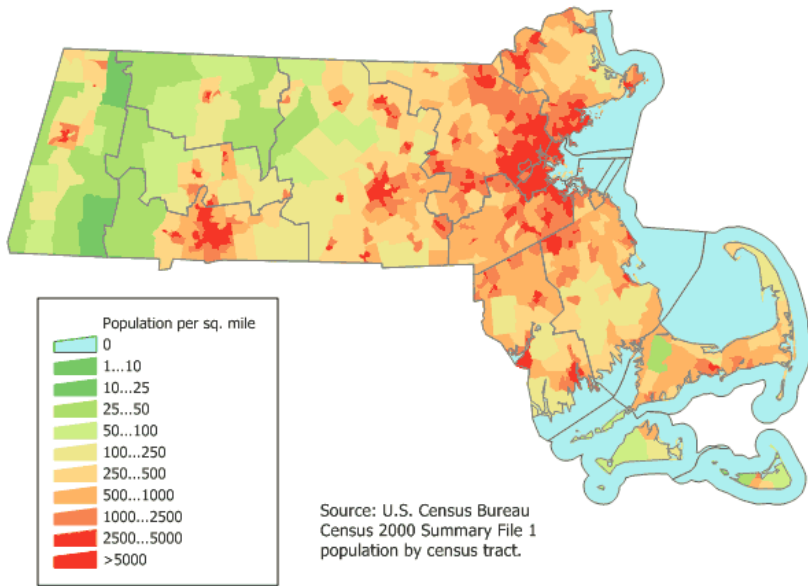 Population per sq. mile
0
1...10
10...25
25...50
50...100
100...250
250...500
500...1000
1000...2500
2500...5000
>5000
Source: U.S. Census Bureau
Census 2000 Summary File 1
population by census tract.